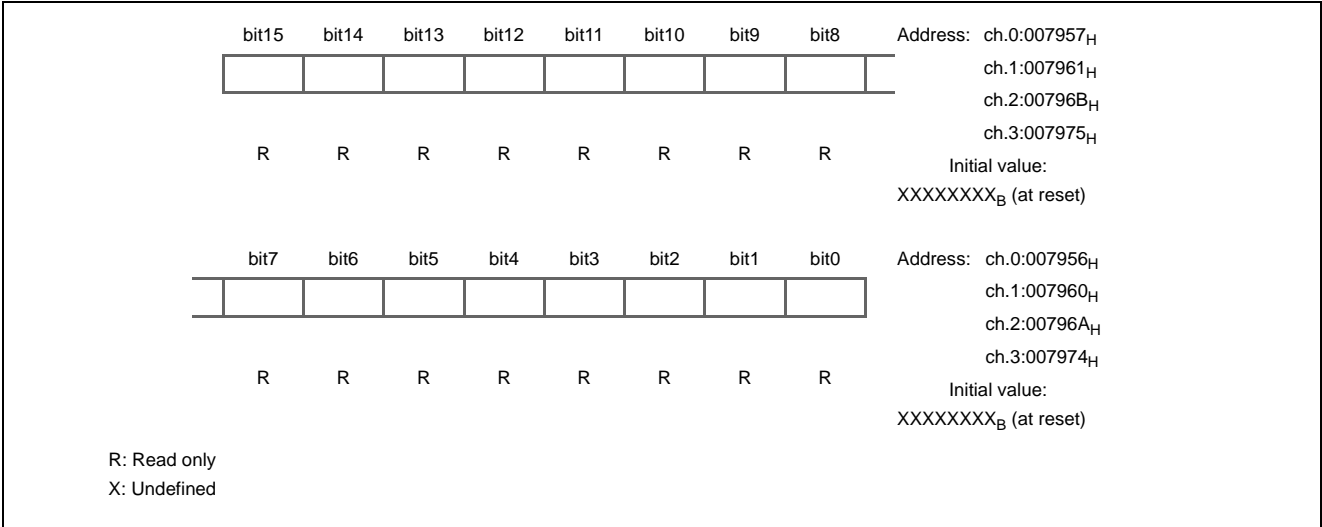 bit15 bit14 bit13 bit12 bit11 bit10 bit9 bit8 Address: ch.0:007957H
ch.1:007961H
ch.2:00796BH
ch.3:007975H
R R R R R R R R
Initial value:
XXXXXXXXB (at reset)
bit7 bit6 bit5 bit4 bit3 bit2 bit1 bit0 Address: ch.0:007956H
ch.1:007960H
ch.2:00796AH
ch.3:007974H
R R R R R R R R
Initial value:
XXXXXXXXB (at reset)
R: Read only
X: Undefined